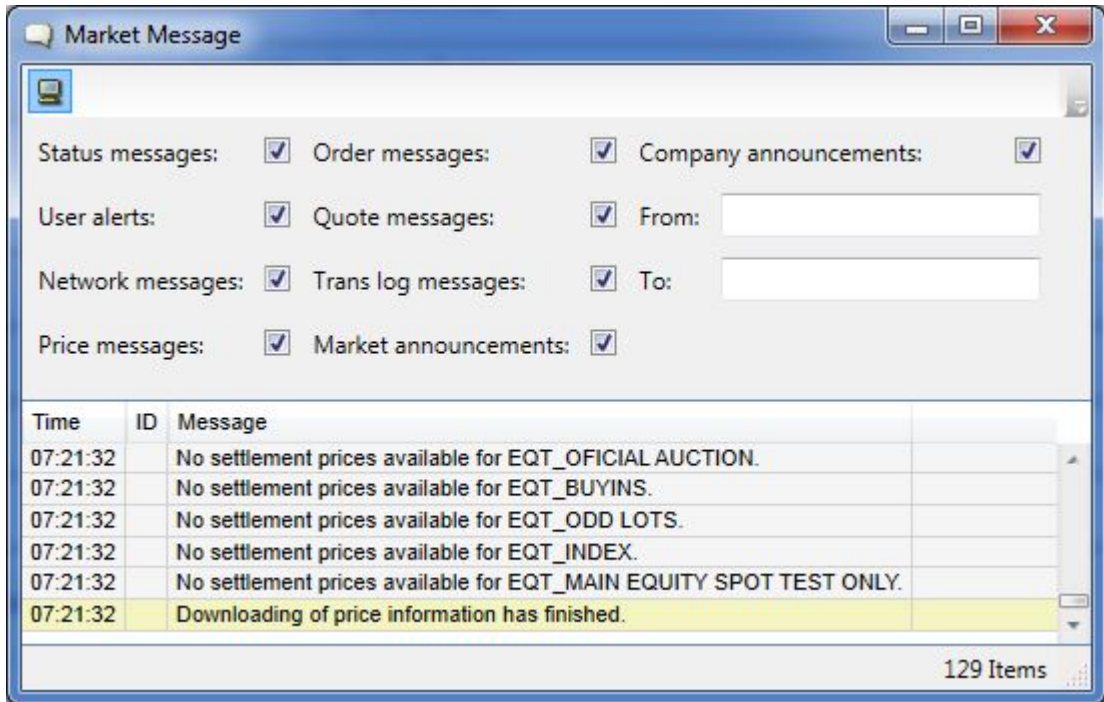 Market Message
Status messages: Order messages: Company announcements:
User alerts: Quote messages: From:
Network messages: Trans log messages: To:
Price messages: Market announcements:
Time ID Message
07:21:32 No settlement prices available for EQT_OFICIAL AUCTION.
07:21:32 No settlement prices available for EQT_BUYINS.
07:21:32 No settlement prices available for EQT_ODD LOTS.
07:21:32 No settlement prices available for EQT_INDEX.
07:21:32 No settlement prices available for EQT_MAIN EQUITY SPOT TEST ONLY.
07:21:32 Downloading of price information has finished.
129 Items